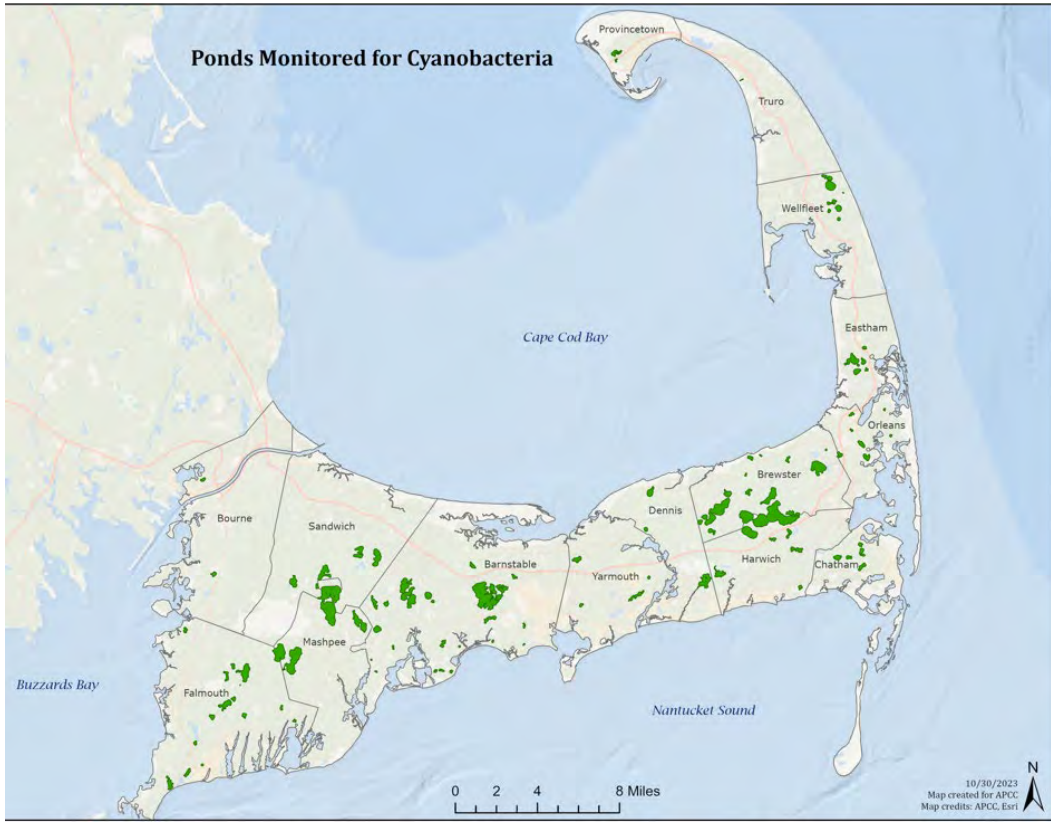 Ponds Monitored for Cyanobacteria
Provincetown
Truro
Wellfleet
Cape Cod Bay
Eastham
Orleans
Brewster
Dennis
Bourne
Sandwich
Barnstable
Yarmouth
Harwich
Chatham
Mashpee
Falmouth
Buzzards Bay
Nantucket Sound
0 2 4 8 Miles
N
10/30/2023
Map created for APCC
Map credits: APCC, Esri